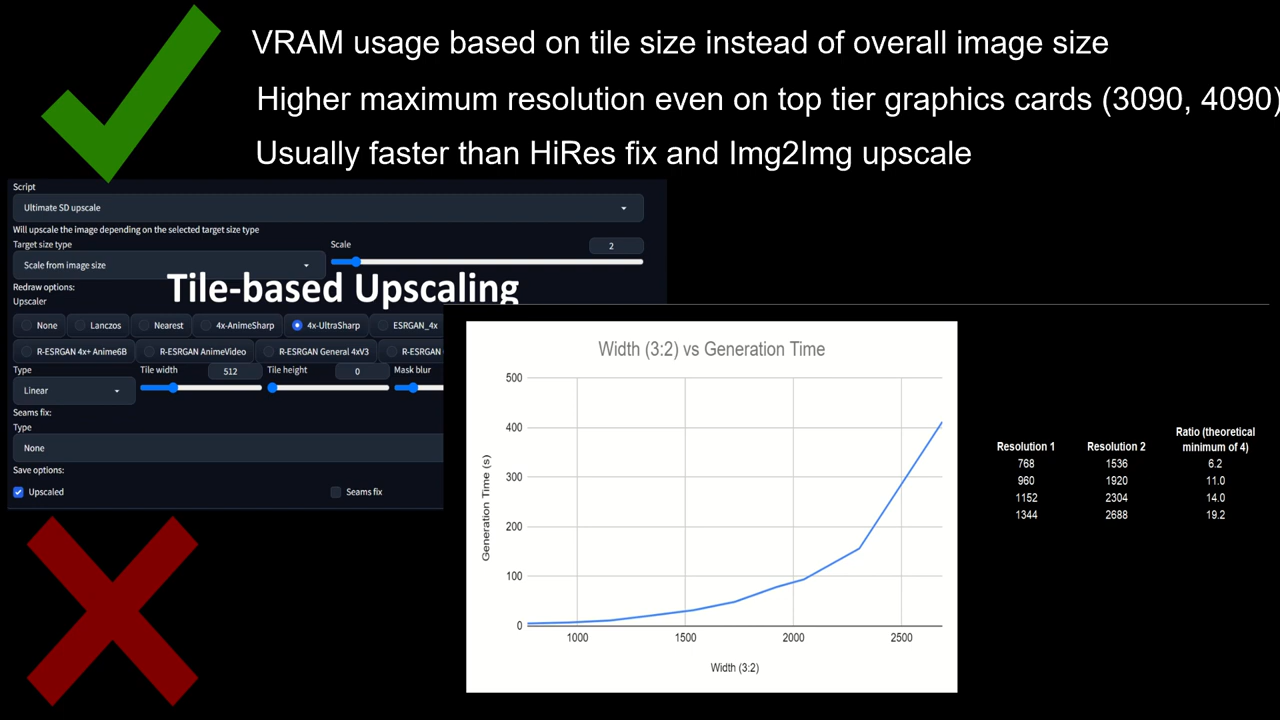 VRAM usage based on tile size instead of overall image size
Higher maximum resolution even on top tier graphics cards (3090, 4090)
Usually faster than HiRes fix and Img2Img upscale
Script
Ultimate SD upscale
Will upscale the image depending on the selected target size type
Target size type
Scale
2
Scale from image size
Tile-based Upscaling
Redraw options:
Upscaler
None
Lanczos
Nearest
4x-AnimeSharp
4x-UltraSharp
ESRGAN_4x
R-ESRGAN 4x+ Anime6B
R-ESRGAN AnimeVideo
R-ESRGAN General 4xV3
R-ESRGAN
Type
Tile width
512
Tile height
0
Mask blur
Linear
Seams fix:
Type
None
Save options:
Upscaled
Seams fix
Width (3:2) vs Generation Time
Generation Time (s)
500
400
300
200
100
0
1000
1500
2000
2500
Width (3:2)
Resolution 1 Resolution 2 Ratio (theoretical
minimum of 4)
768 1536 6.2
960 1920 11.0
1152 2304 14.0
1344 2688 19.2